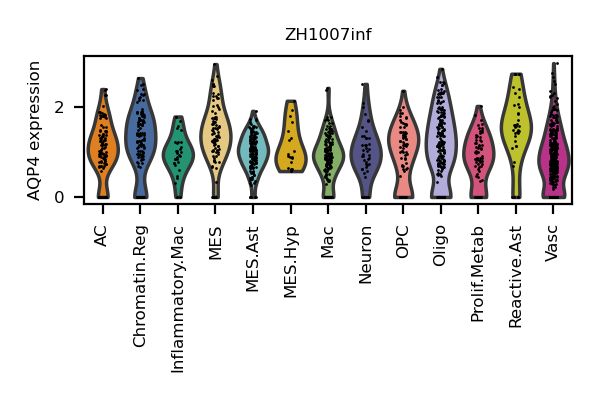 ZH1007inf
AQP4 expression
2
0
AC
Chromatin.Reg
Inflammatory.Mac
MES
MES.Ast
MES.Hyp
Mac
Neuron
OPC
Oligo
Prolif.Metab
Reactive.Ast
Vasc